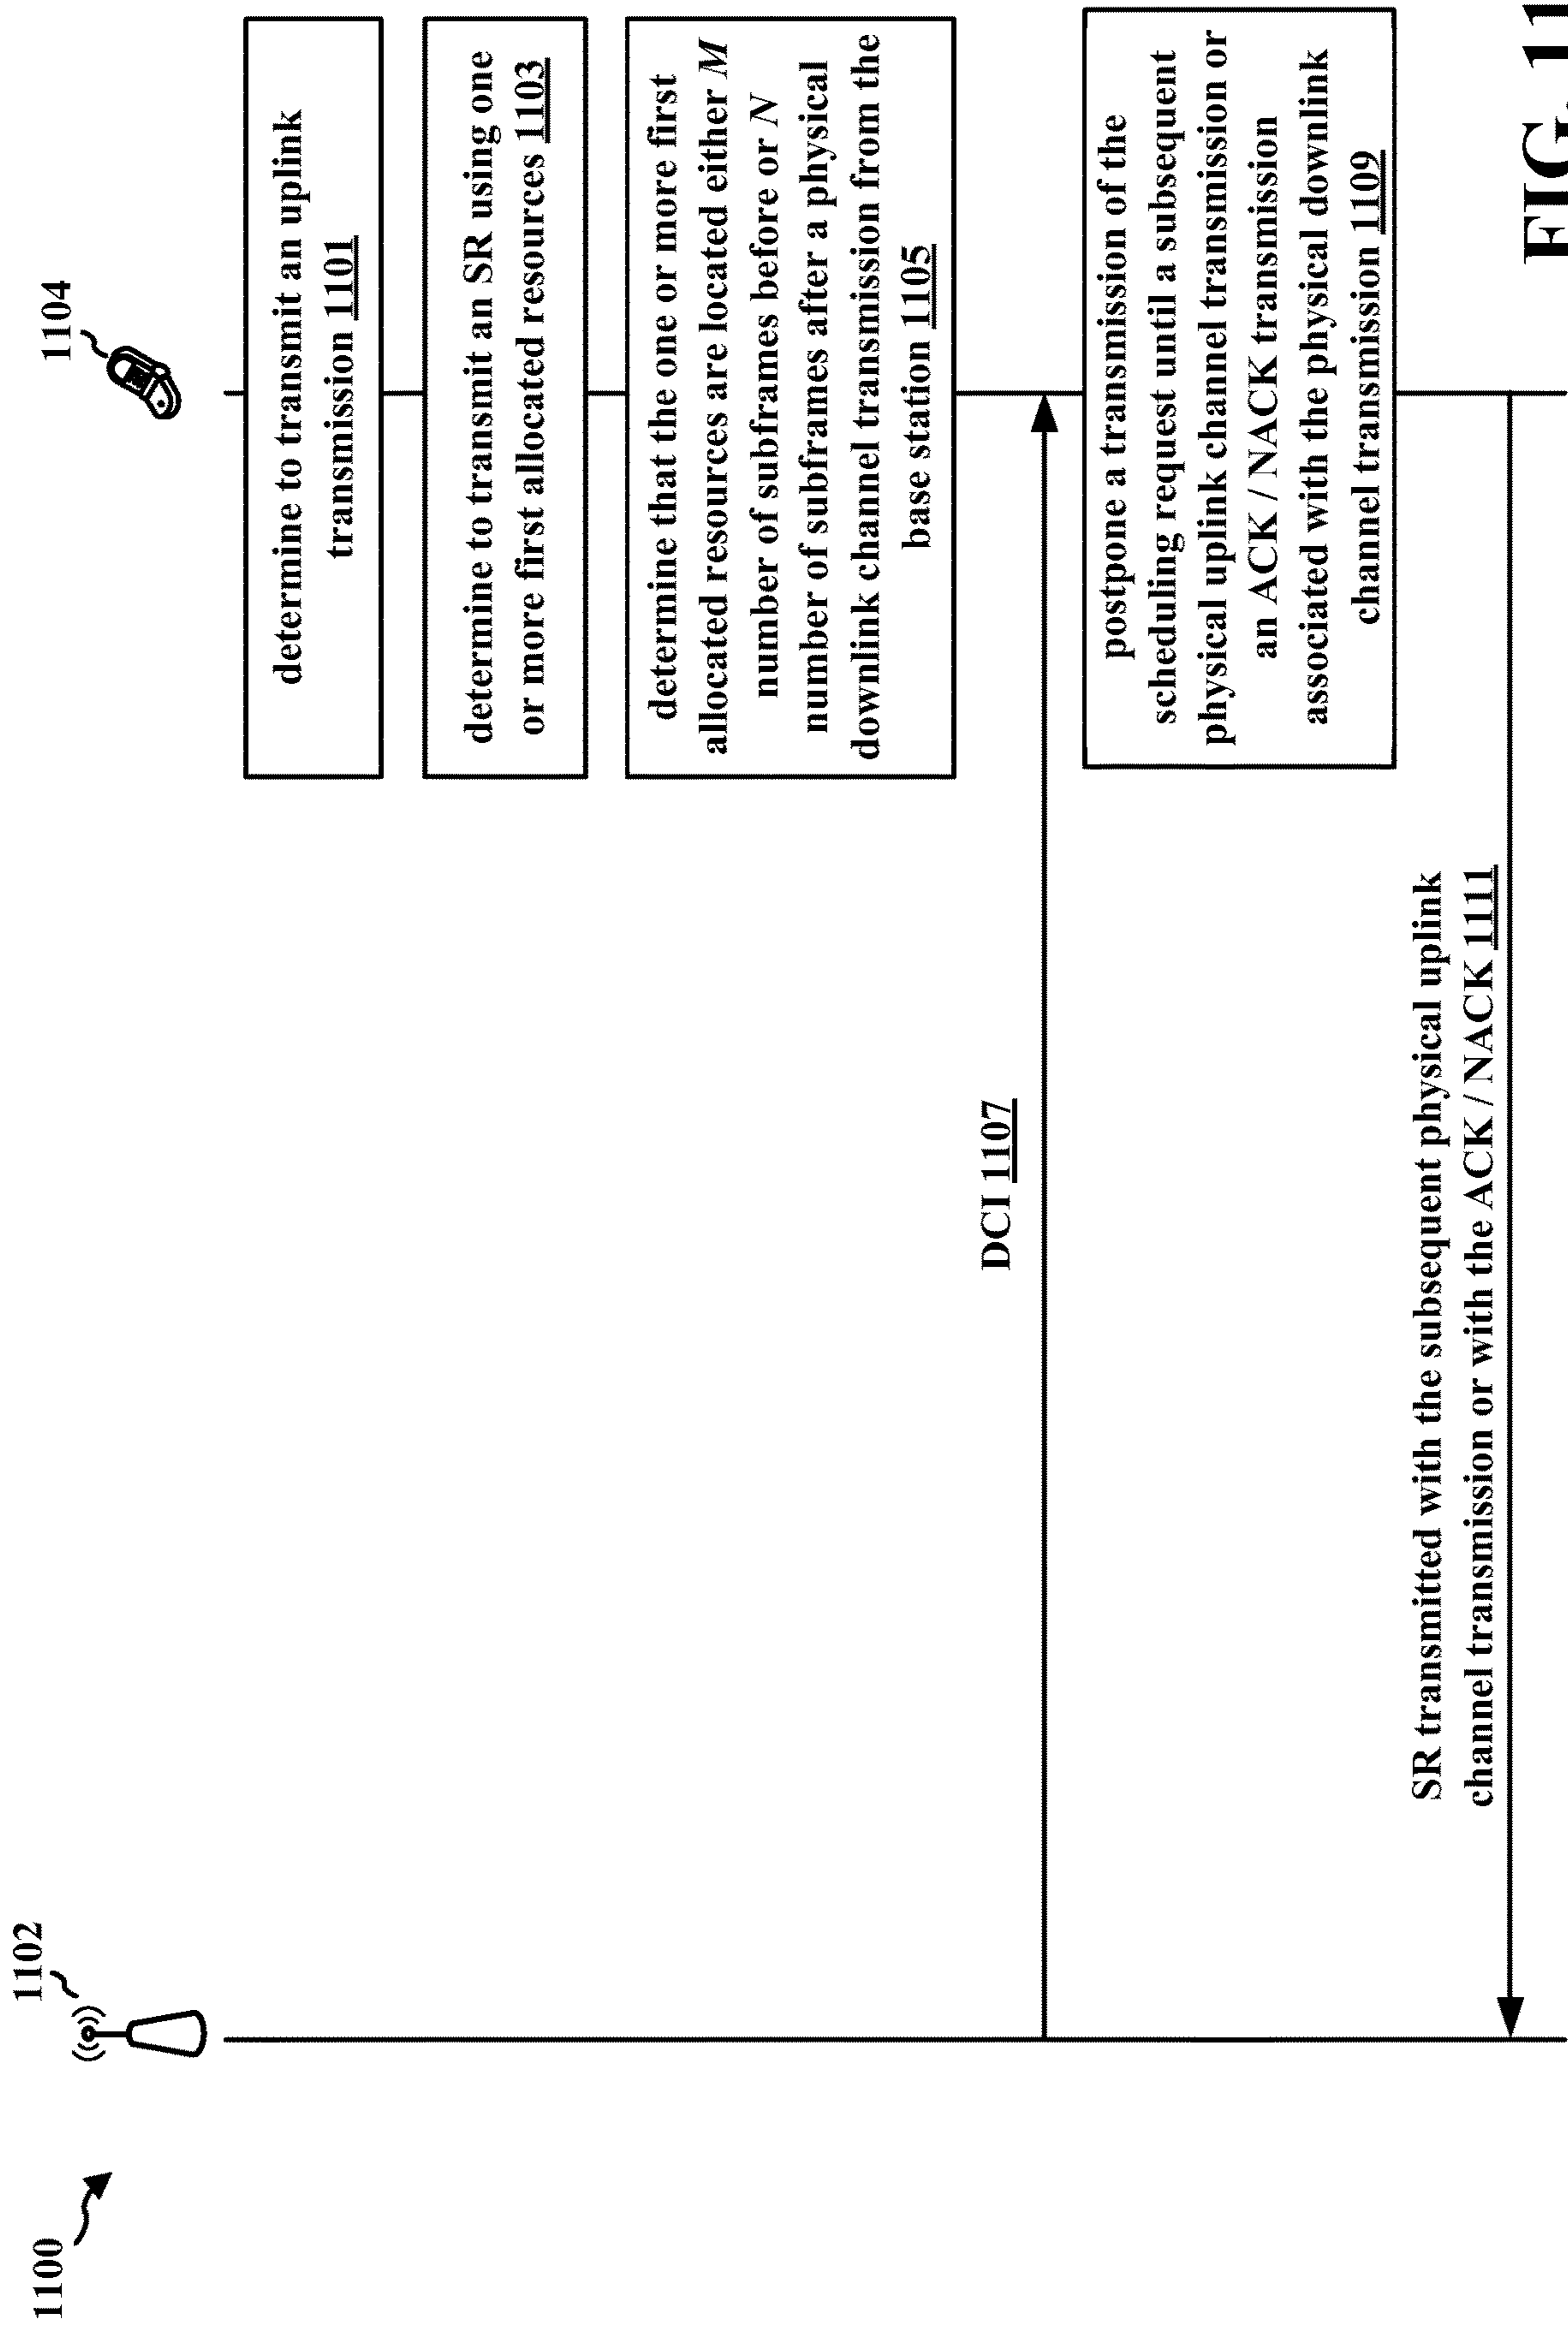 1100
1102
1104
determine to transmit an uplink
transmission 1101
determine to transmit an SR using one
or more first allocated resources 1103
determine that the one or more first
allocated resources are located either M
number of subframes before or N
number of subframes after a physical
downlink channel transmission from the
base station 1105
DCI 1107
postpone a transmission of the
scheduling request until a subsequent
physical uplink channel transmission or
an ACK / NACK transmission
associated with the physical downlink
channel transmission 1109
SR transmitted with the subsequent physical uplink
channel transmission or with the ACK / NACK 1111
FIG. 11